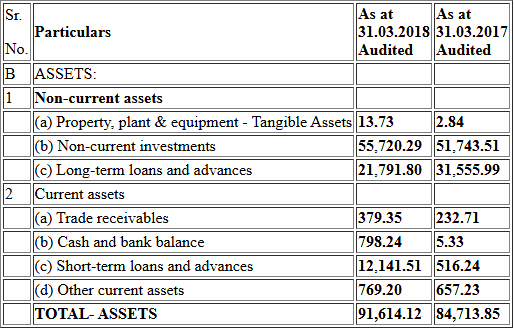 Sr. No. Particulars As at 31.03.2018 Audited As at 31.03.2017 Audited
B ASSETS:
1 Non-current assets
(a) Property, plant & equipment - Tangible Assets 13.73 2.84
(b) Non-current investments 55,720.29 51,743.51
(c) Long-term loans and advances 21,791.80 31,555.99
2 Current assets
(a) Trade receivables 379.35 232.71
(b) Cash and bank balance 798.24 5.33
(c) Short-term loans and advances 12,141.51 516.24
(d) Other current assets 769.20 657.23
TOTAL- ASSETS 91,614.12 84,713.85